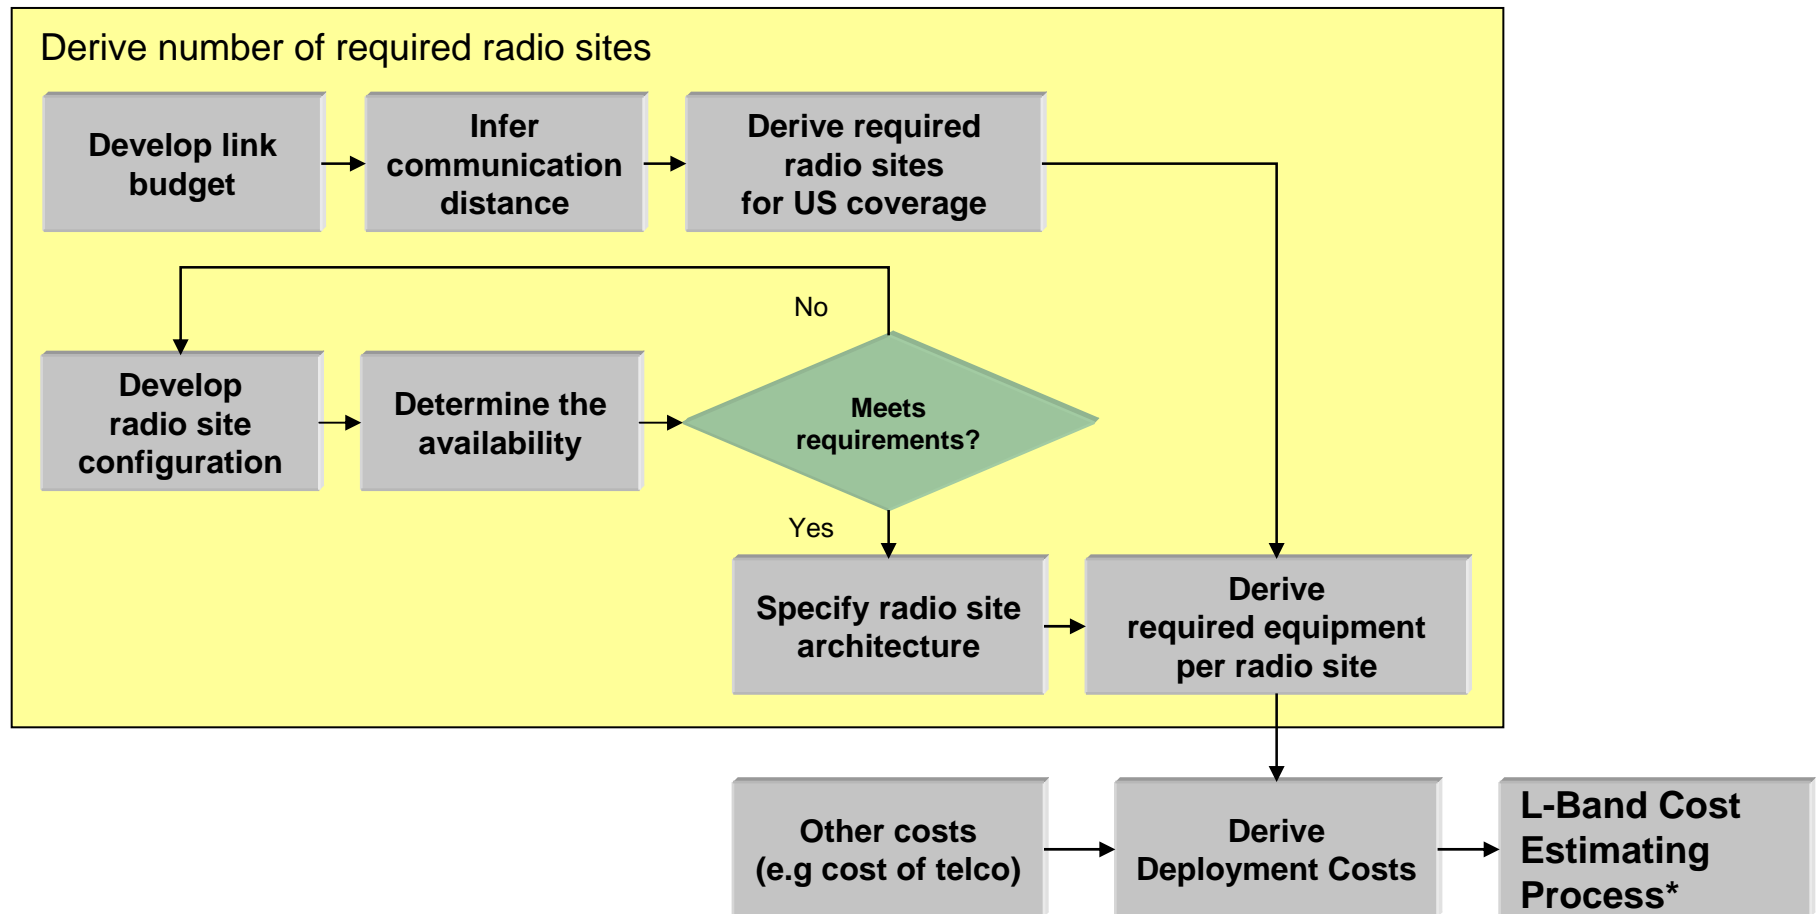 Derive number of required radio sites
Develop link
budget
Infer
communication
distance
Derive required
radio sites
for US coverage
No
Develop
radio site
configuration
Determine the
availability
Meets
requirements?
Yes
Specify radio site
architecture
Derive
required equipment
per radio site
Other costs
(e.g cost of telco)
Derive
Deployment Costs
L-Band Cost
Estimating
Process*